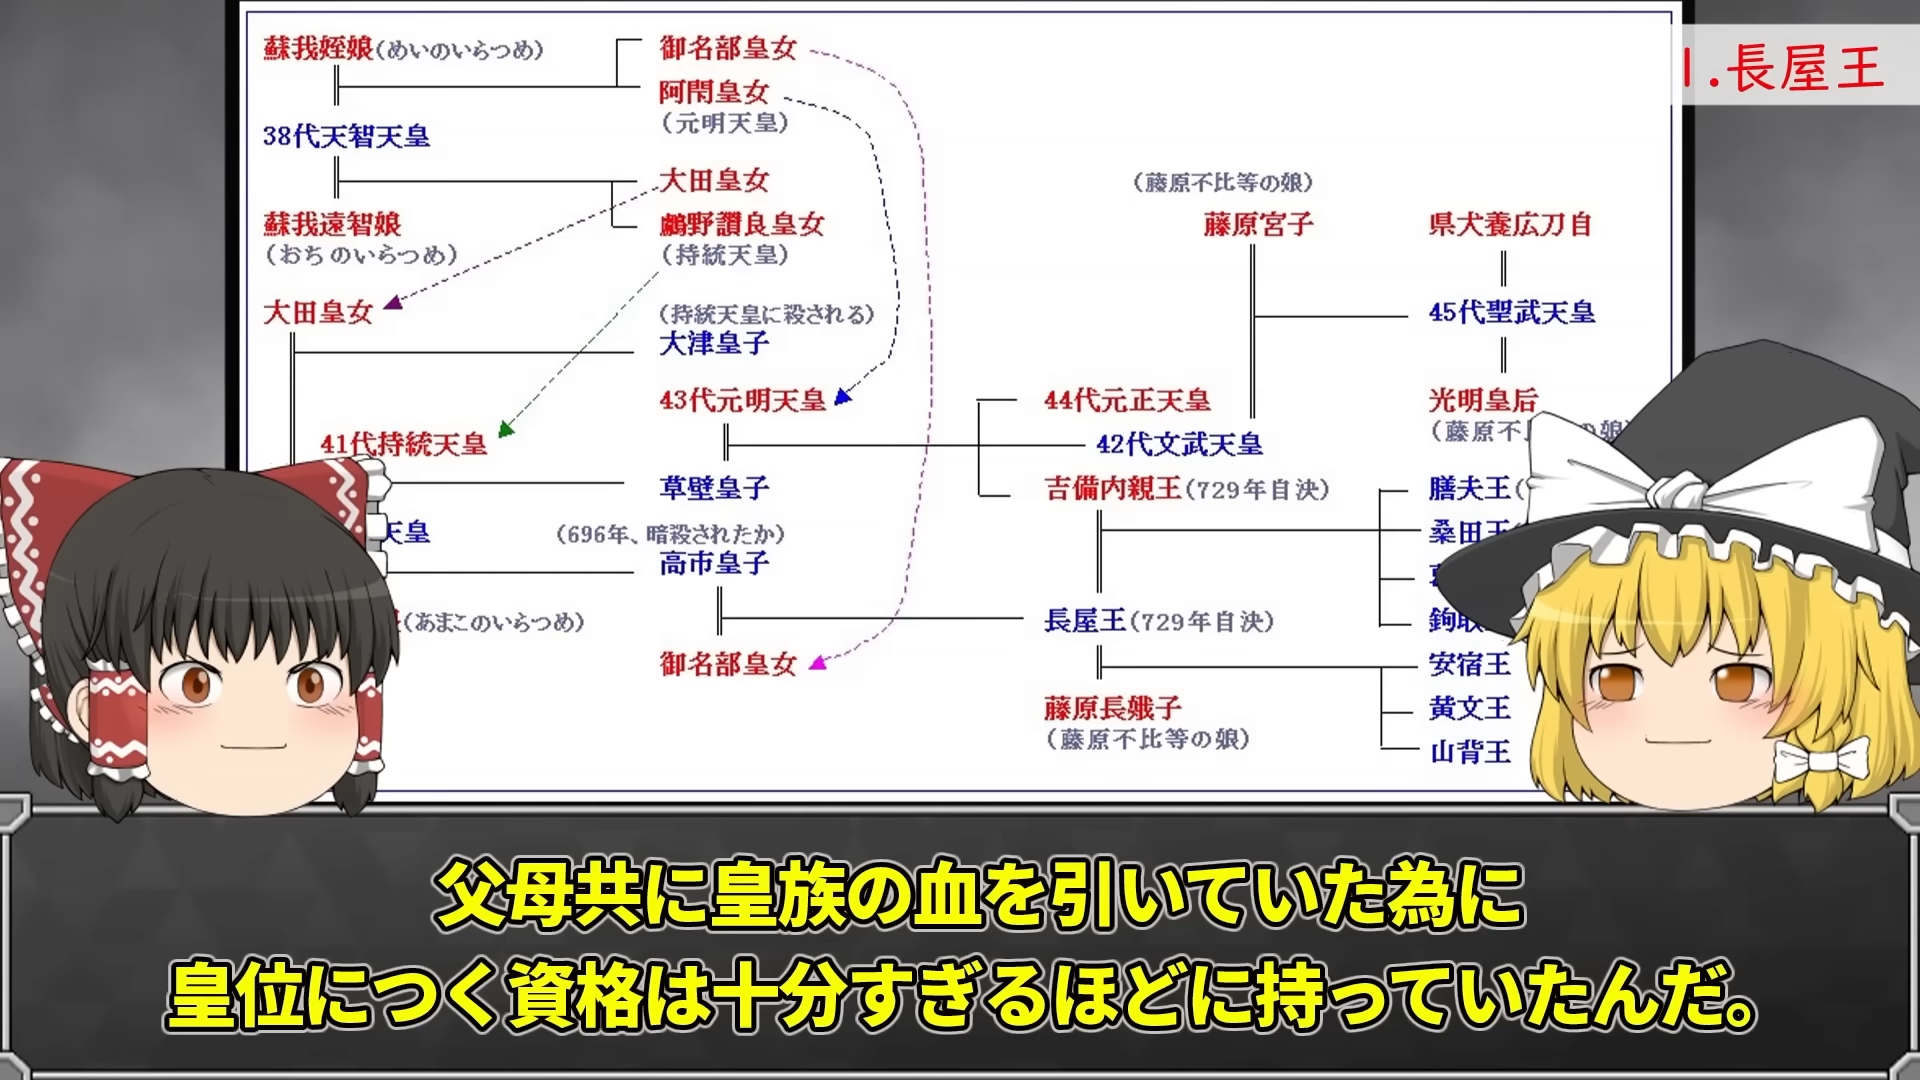 1.長屋王
蘇我姪娘(めいのいらつめ)
御名部皇女
阿閇皇女
(元明天皇)
38代天智天皇
大田皇女
(藤原不比等の娘)
蘇我遠智娘
(おちのいらつめ)
鸕野讚良皇女
(持統天皇)
藤原宮子
県犬養広刀自
大田皇女
(持統天皇に殺される)
大津皇子
45代聖武天皇
43代元明天皇
44代元正天皇
光明皇后
(藤原不
の娘
41代持統天皇
42代文武天皇
草壁皇子
吉備内親王(729年自決)
膳夫王(
天皇
(696年、暗殺されたか)
高市皇子
桑田王
鉤取
(あまこのいらつめ)
長屋王(729年自決)
御名部皇女
安宿王
藤原長娥子
(藤原不比等の娘)
黄文王
山背王
父母共に皇族の血を引いていた為に
皇位につく資格は十分すぎるほどに持っていたんだ。